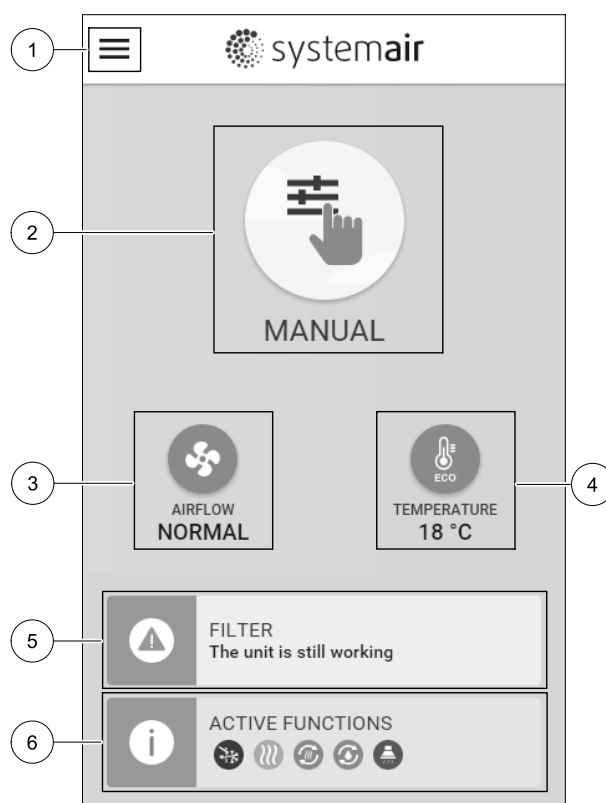 1
systemair
2
MANUAL
3
AIRFLOW
NORMAL
ECO
TEMPERATURE
18 °C
4
5
FILTER
The unit is still working
6
ACTIVE FUNCTIONS